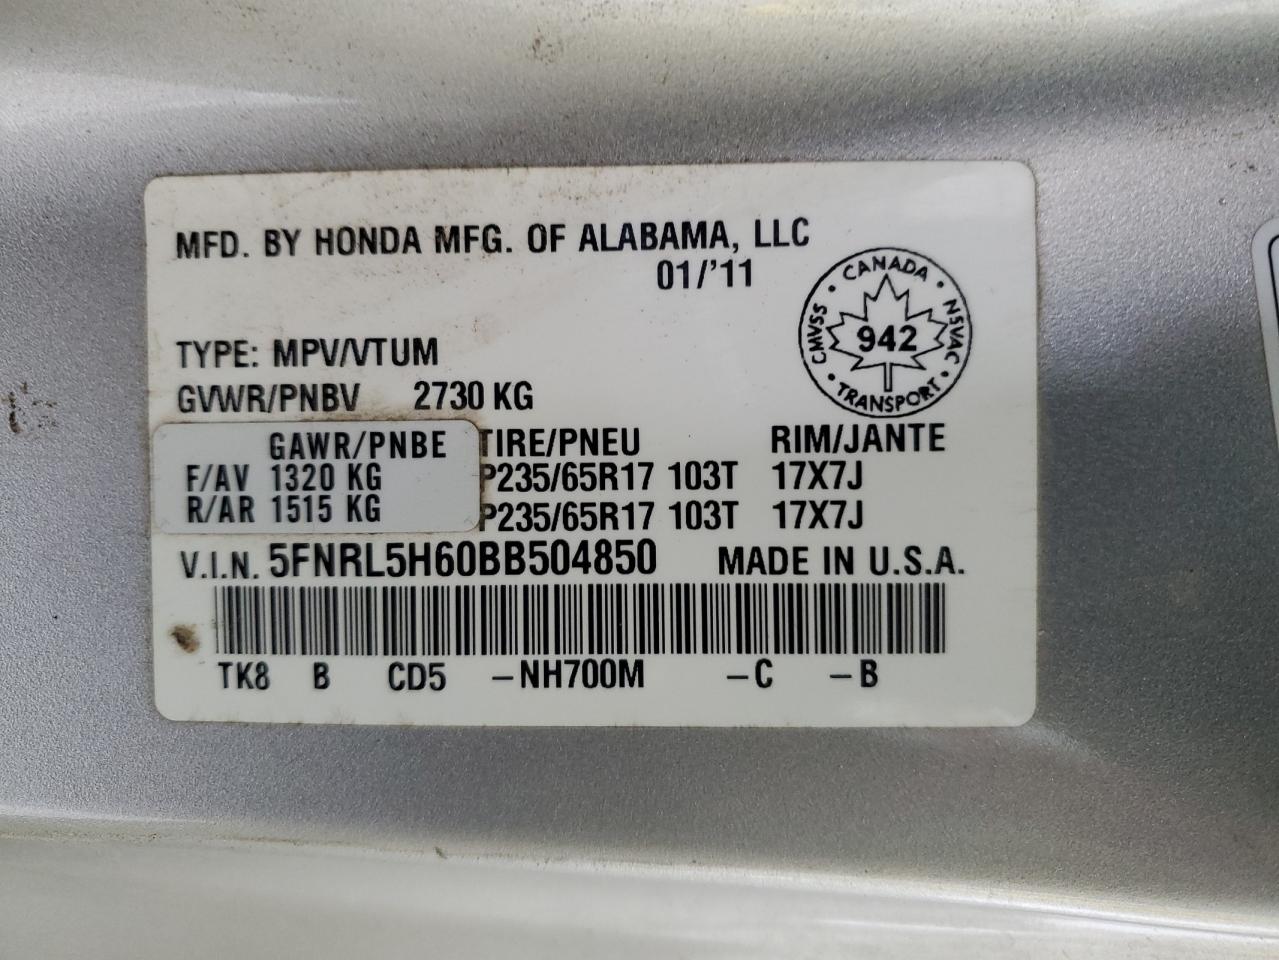 MFD. BY HONDA MFG. OF ALABAMA, LLC
01/'11
CANADA
CMVSS
NSVAC
942
TRANSPORT
TYPE: MPV/VTUM
GVWR/PNBV 2730 KG
GAWR/PNBE TIRE/PNEU RIM/JANTE
F/AV 1320 KG P235/65R17 103T 17X7J
R/AR 1515 KG P235/65R17 103T 17X7J
V.I.N. 5FNRL5H60BB504850 MADE IN U.S.A.
TK8 B CD5 –NH700M –C –B